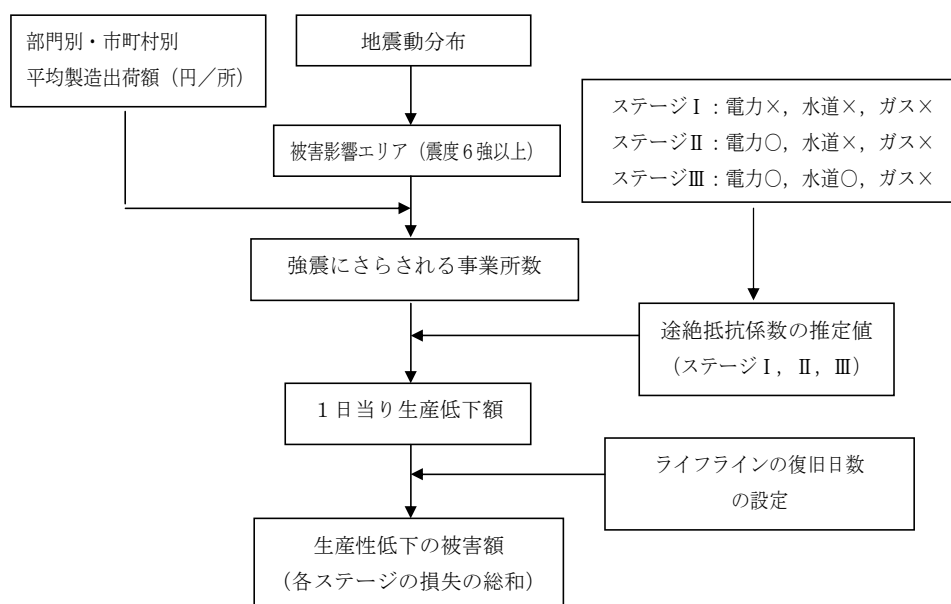 部門別・市町村別
平均製造出荷額（円／所）
地震動分布
ステージⅠ：電力×，水道×，ガス×
ステージⅡ：電力○，水道×，ガス×
ステージⅢ：電力○，水道○，ガス×
被害影響エリア（震度６強以上）
強震にさらされる事業所数
途絶抵抗係数の推定値
（ステージⅠ，Ⅱ，Ⅲ）
１日当り生産低下額
ライフラインの復旧日数
の設定
生産性低下の被害額
（各ステージの損失の総和）